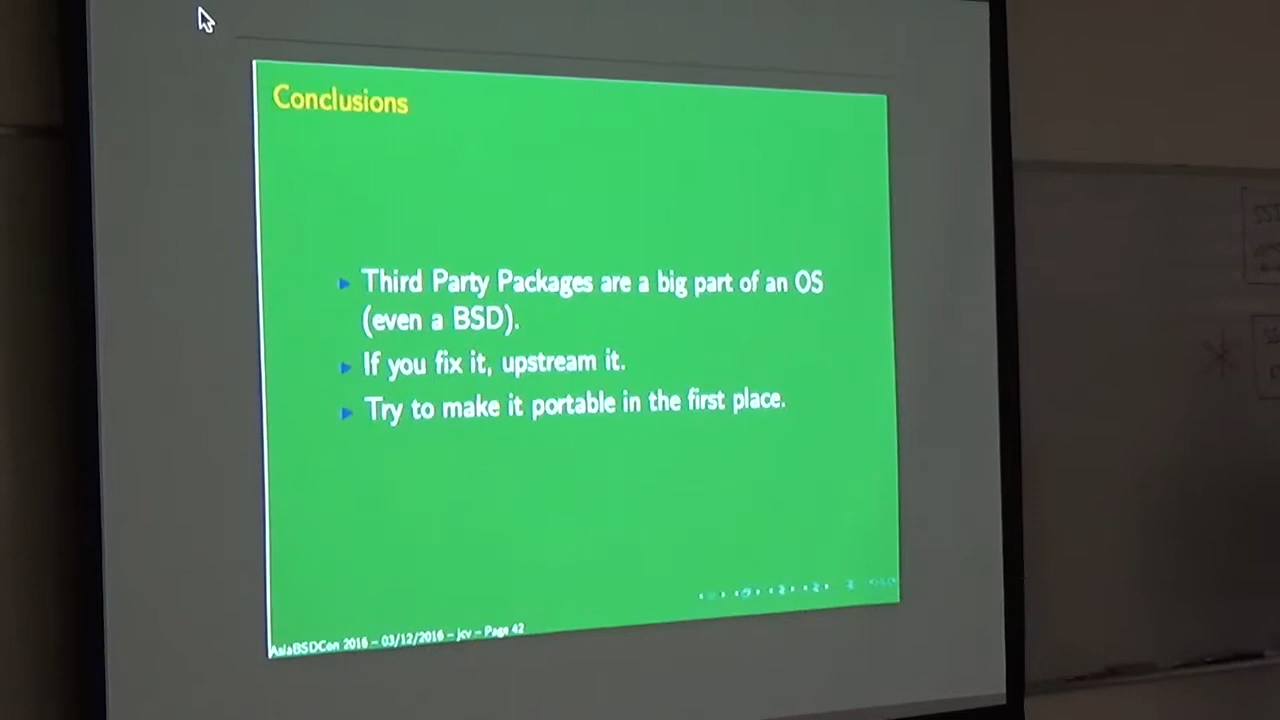 Conclusions
Third Party Packages are a big part of an OS
(even a BSD).
If you fix it, upstream it.
Try to make it portable in the first place.
AsiaBSDCon 2016 – 03/12/2016 – jcv – Page 42